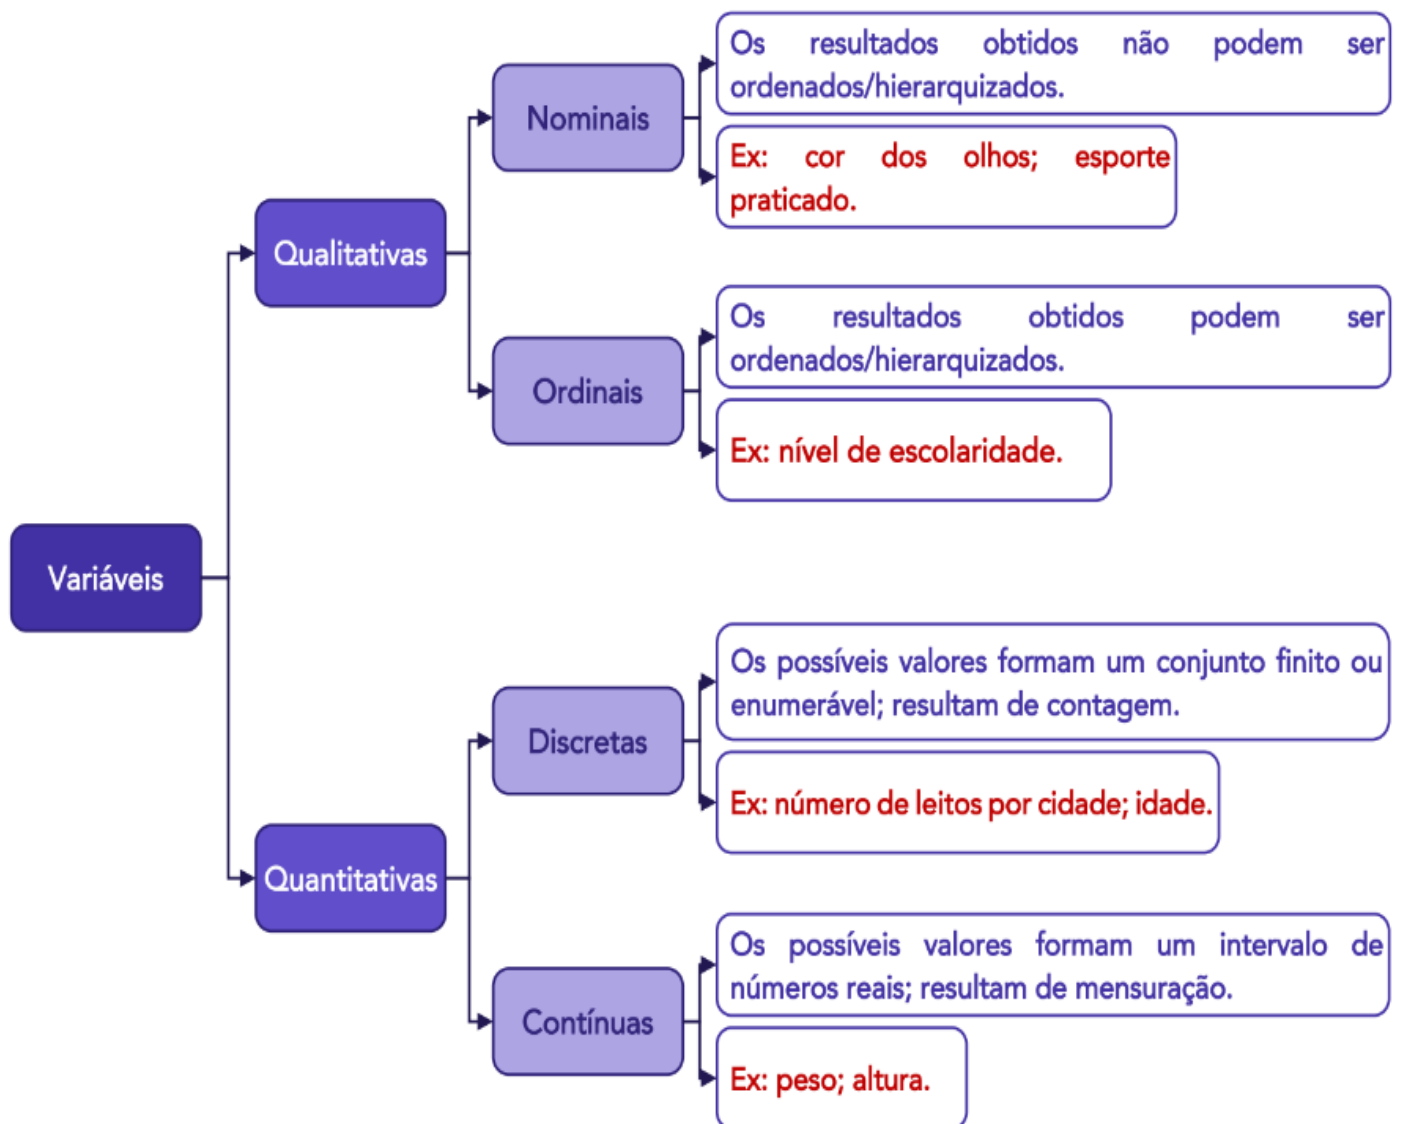 Variáveis
Qualitativas
Nominais
Os resultados obtidos não podem ser
ordenados/hierarquizados.
Ex: cor dos olhos; esporte
praticado.
Ordinais
Os resultados obtidos podem ser
ordenados/hierarquizados.
Ex: nível de escolaridade.
Quantitativas
Discretas
Os possíveis valores formam um conjunto finito ou
enumerável; resultam de contagem.
Ex: número de leitos por cidade; idade.
Contínuas
Os possíveis valores formam um intervalo de
números reais; resultam de mensuração.
Ex: peso; altura.